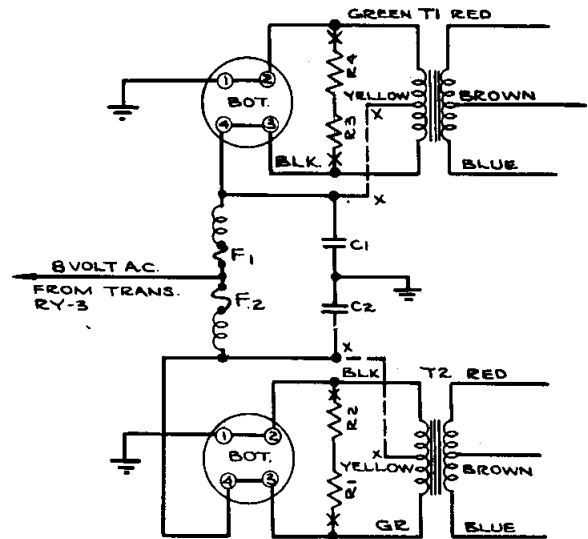 GREEN T1 RED
1 2
BOT.
4 3
R4
R3
YELLOW
X
BROWN
BLK.
X
BLUE
F1
C1
8 VOLT A.C.
FROM TRANS.
RY-3
F.2
C2
X
BLK
T2 RED
1 2
BOT.
4 3
R2
R1
X
YELLOW
BROWN
GR
BLUE